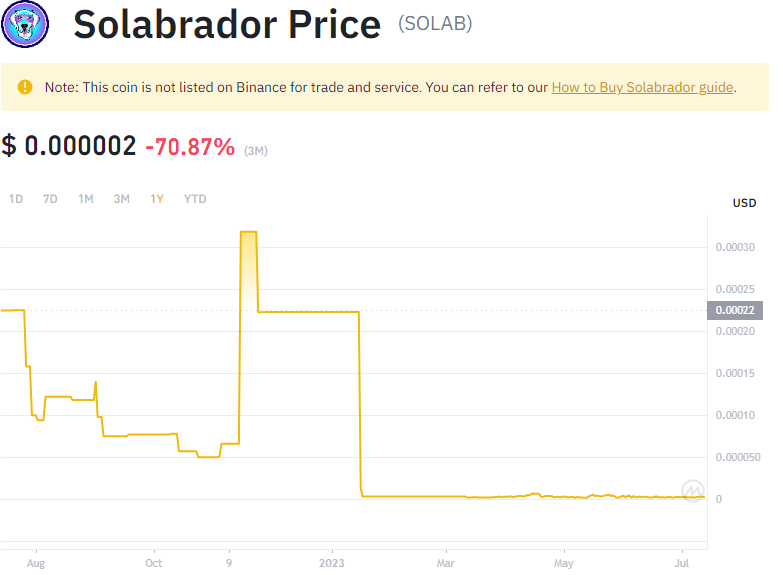 Solabrador Price (SOLAB)
Note: This coin is not listed on Binance for trade and service. You can refer to our How to Buy Solabrador guide.
$ 0.000002 -70.87% (3M)
1D 7D 1M 3M 1Y YTD
USD
0.00030
0.00025
0.00022
0.00020
0.00015
0.00010
0.000050
0
Aug Oct 9 2023 Mar May Jul